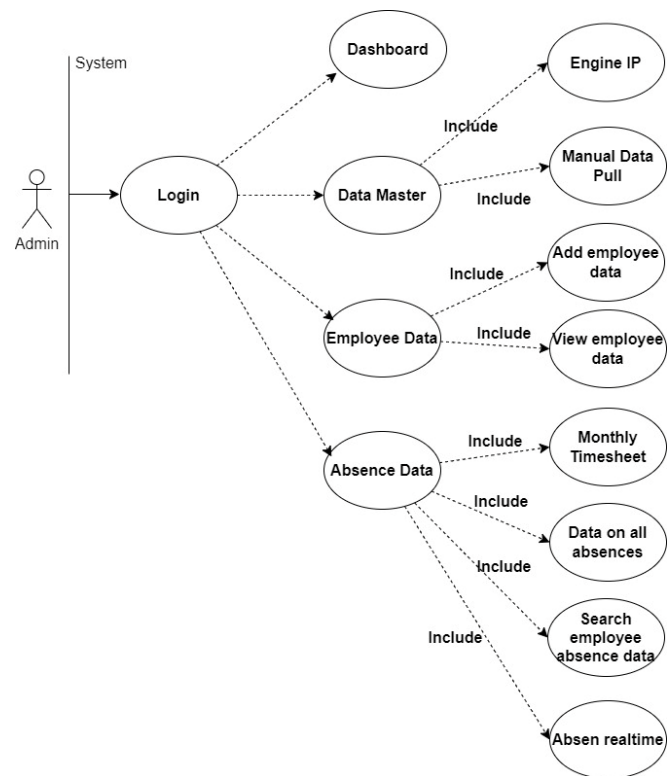 System
Admin
Login
Dashboard
Data Master
Include
Engine IP
Include
Manual Data
Pull
Employee Data
Include
Add employee
data
Include
View employee
data
Absence Data
Include
Monthly
Timesheet
Include
Data on all
absences
Include
Search
employee
absence data
Include
Absen realtime